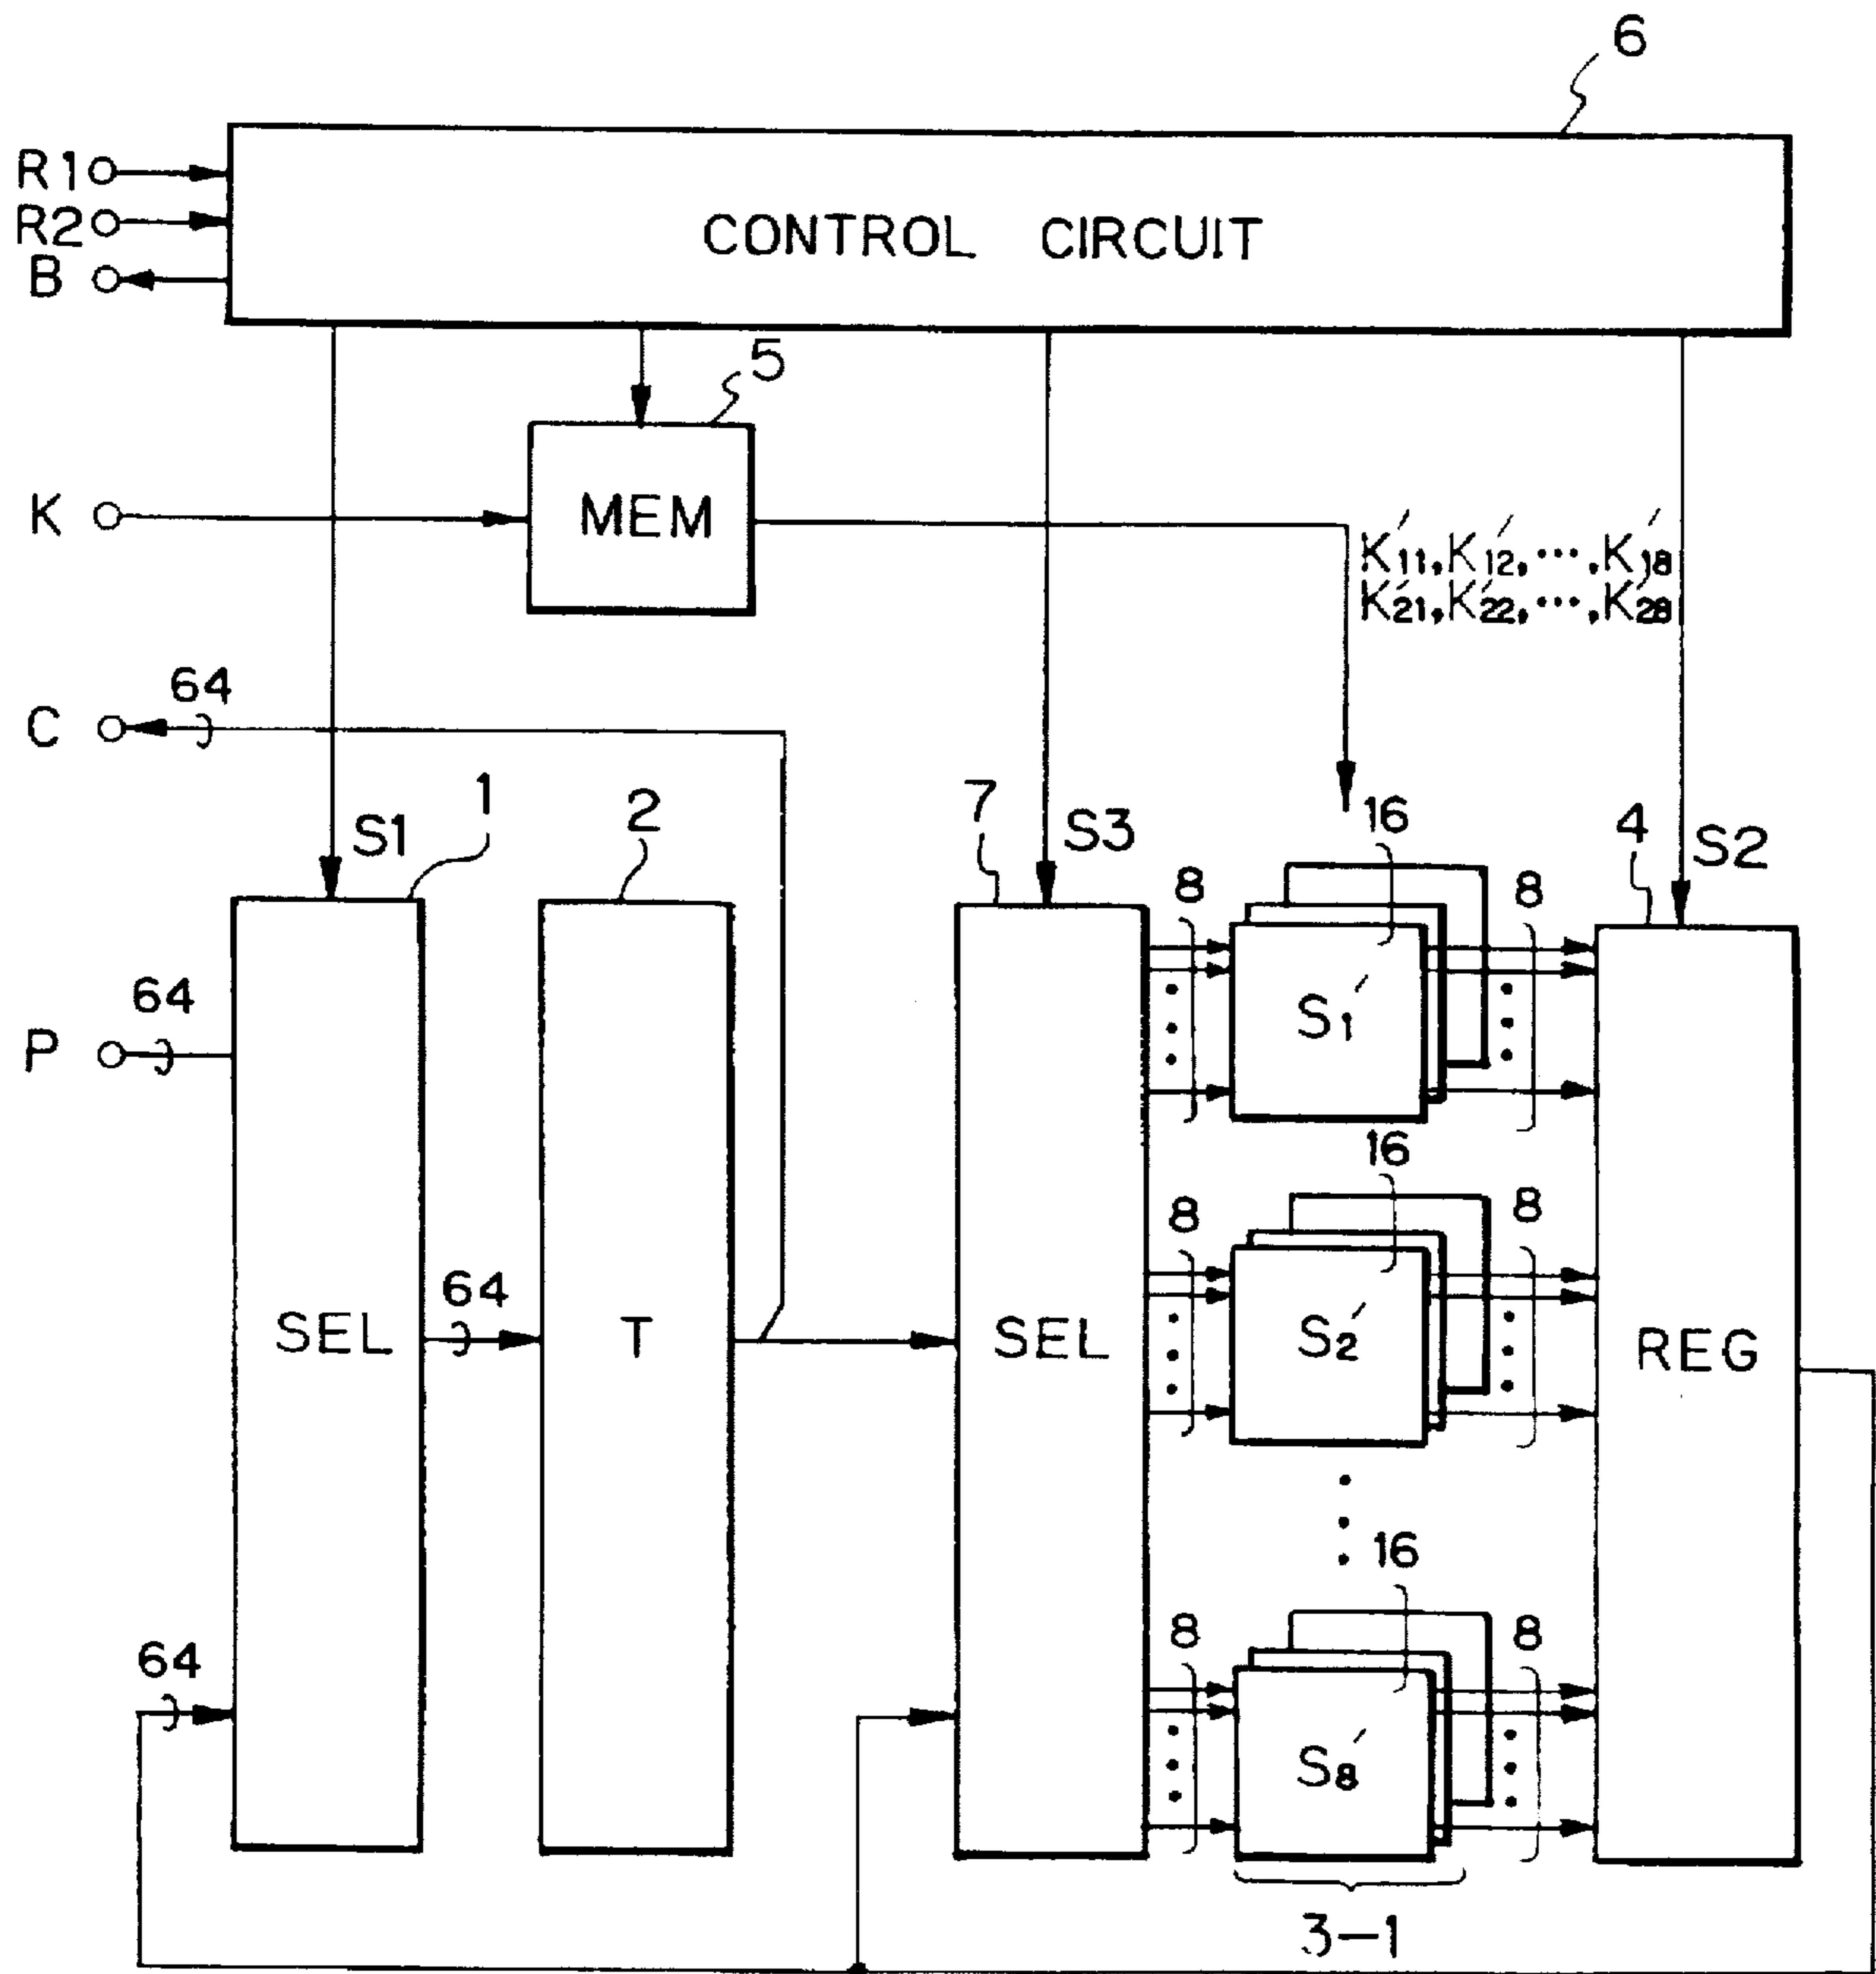 6
R1
R2
B
CONTROL CIRCUIT
5
K
MEM
K'11, K'12, ···, K'18
K'21, K'22, ···, K'28
64
C
S1
1
2
7
S3
16
4
S2
8
8
64
P
S1'
16
8
8
64
SEL
T
SEL
S2'
REG
16
64
8
8
S8'
3-1